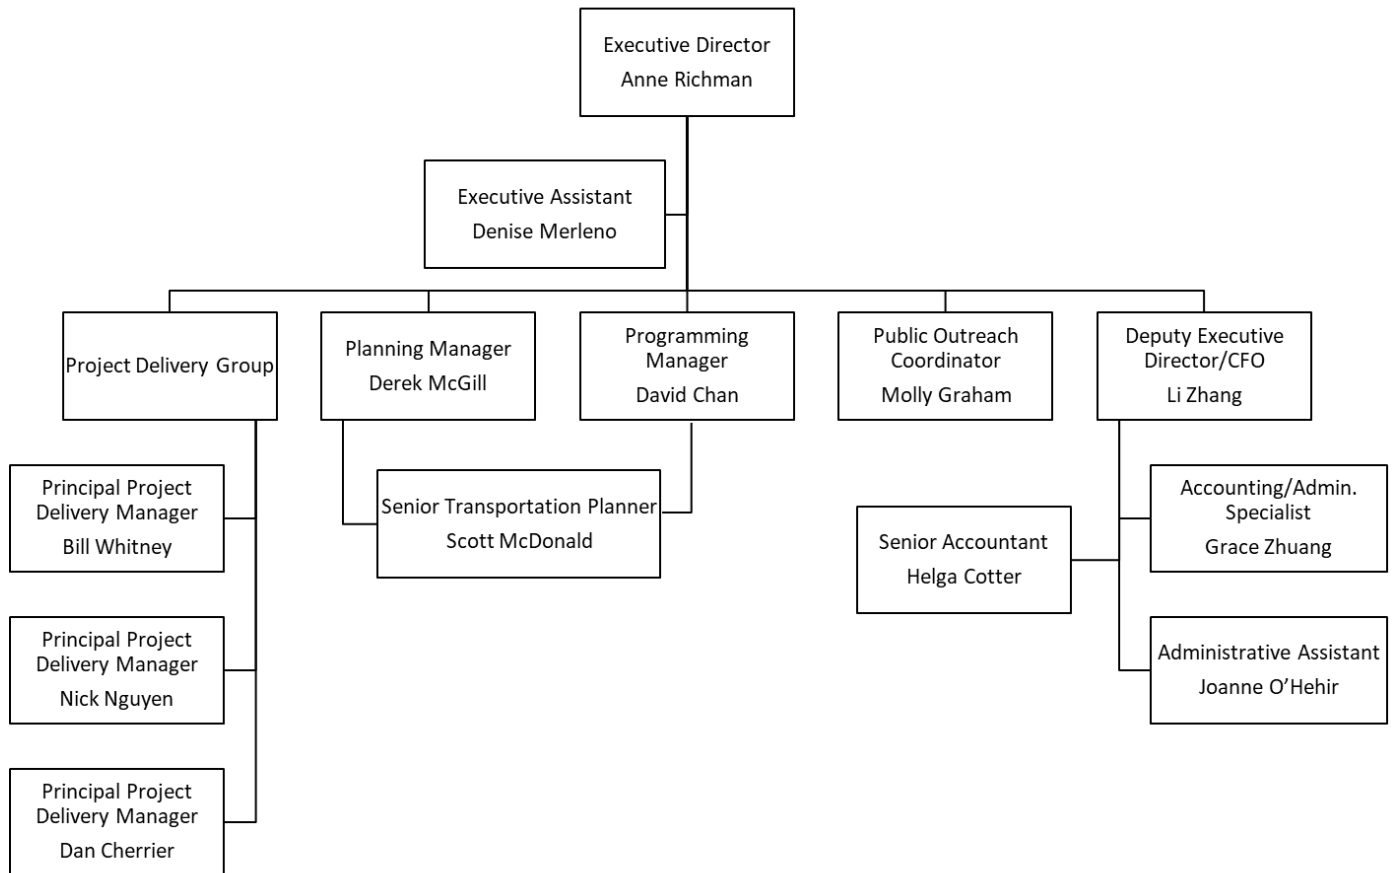 Executive Director
Anne Richman
Executive Assistant
Denise Merleno
Project Delivery Group
Planning Manager
Derek McGill
Programming
Manager
David Chan
Public Outreach
Coordinator
Molly Graham
Deputy Executive
Director/CFO
Li Zhang
Principal Project
Delivery Manager
Bill Whitney
Senior Transportation Planner
Scott McDonald
Senior Accountant
Helga Cotter
Accounting/Admin.
Specialist
Grace Zhuang
Principal Project
Delivery Manager
Nick Nguyen
Administrative Assistant
Joanne O’Hehir
Principal Project
Delivery Manager
Dan Cherrier